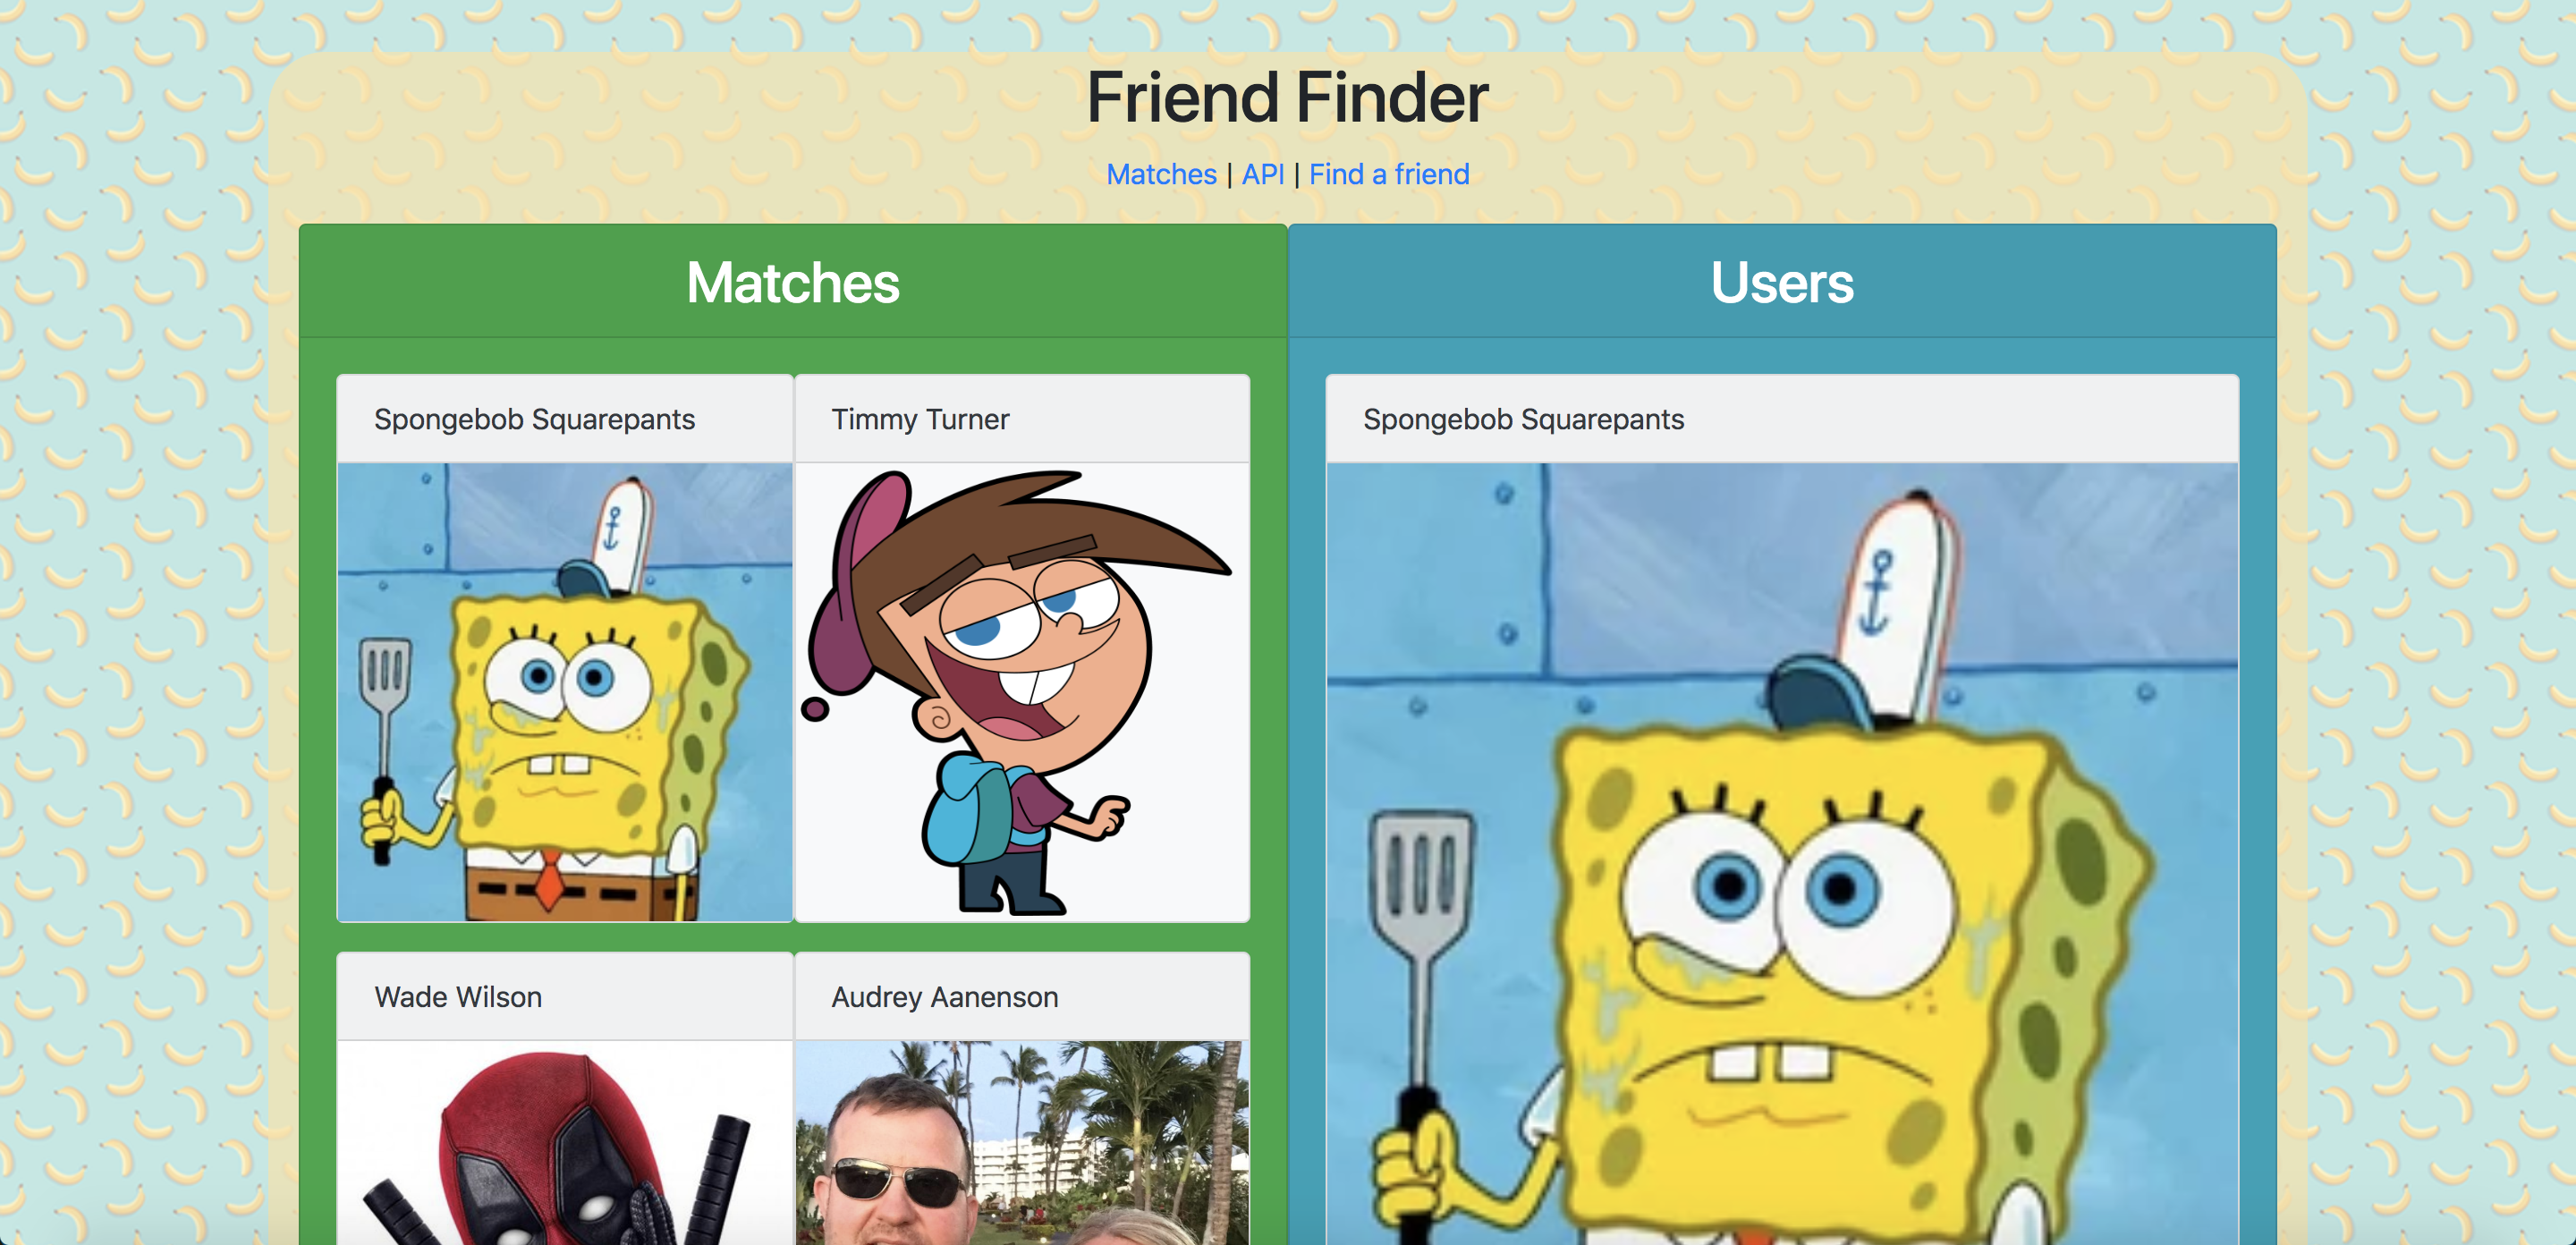 Friend Finder
Matches | API | Find a friend
Matches
Spongebob Squarepants
Timmy Turner
Wade Wilson
Audrey Aanenson
Users
Spongebob Squarepants